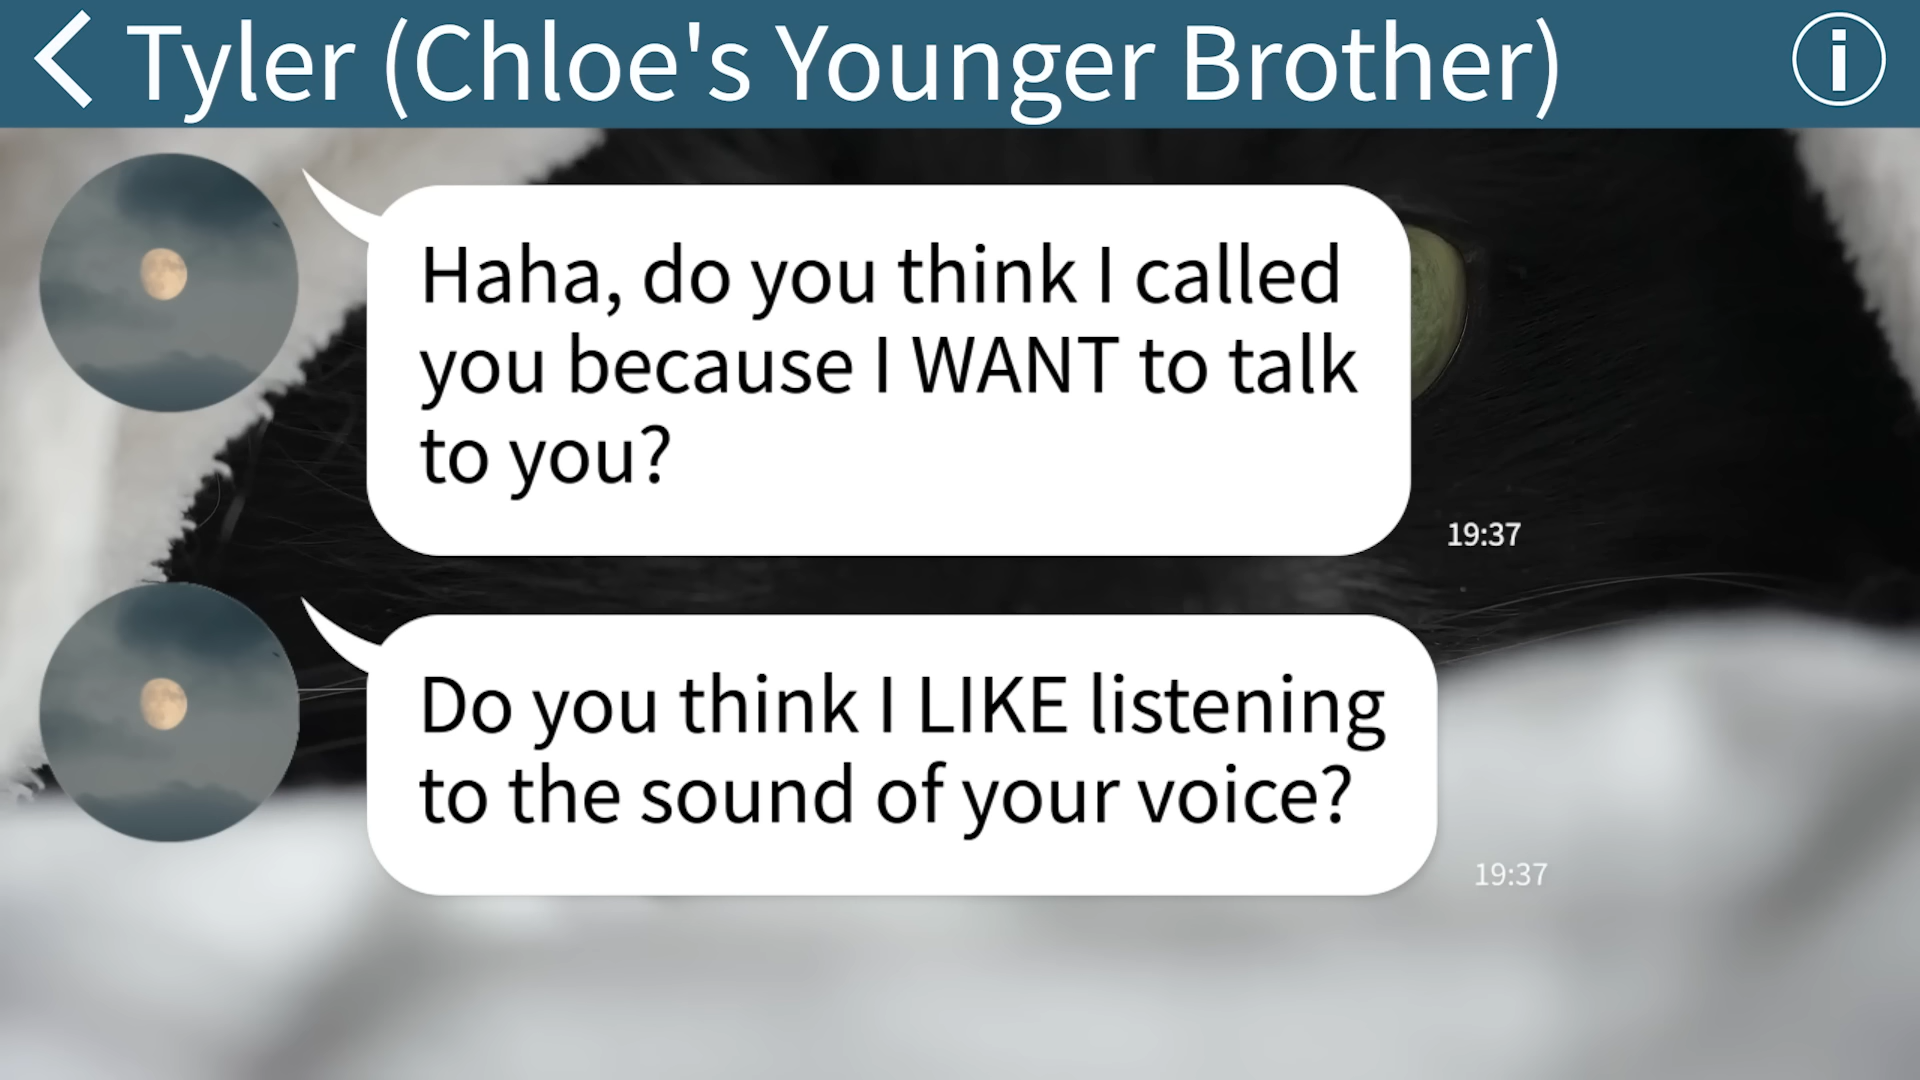 Tyler (Chloe's Younger Brother)
Haha, do you think I called
you because I WANT to talk
to you?
19:37
Do you think I LIKE listening
to the sound of your voice?
19:37